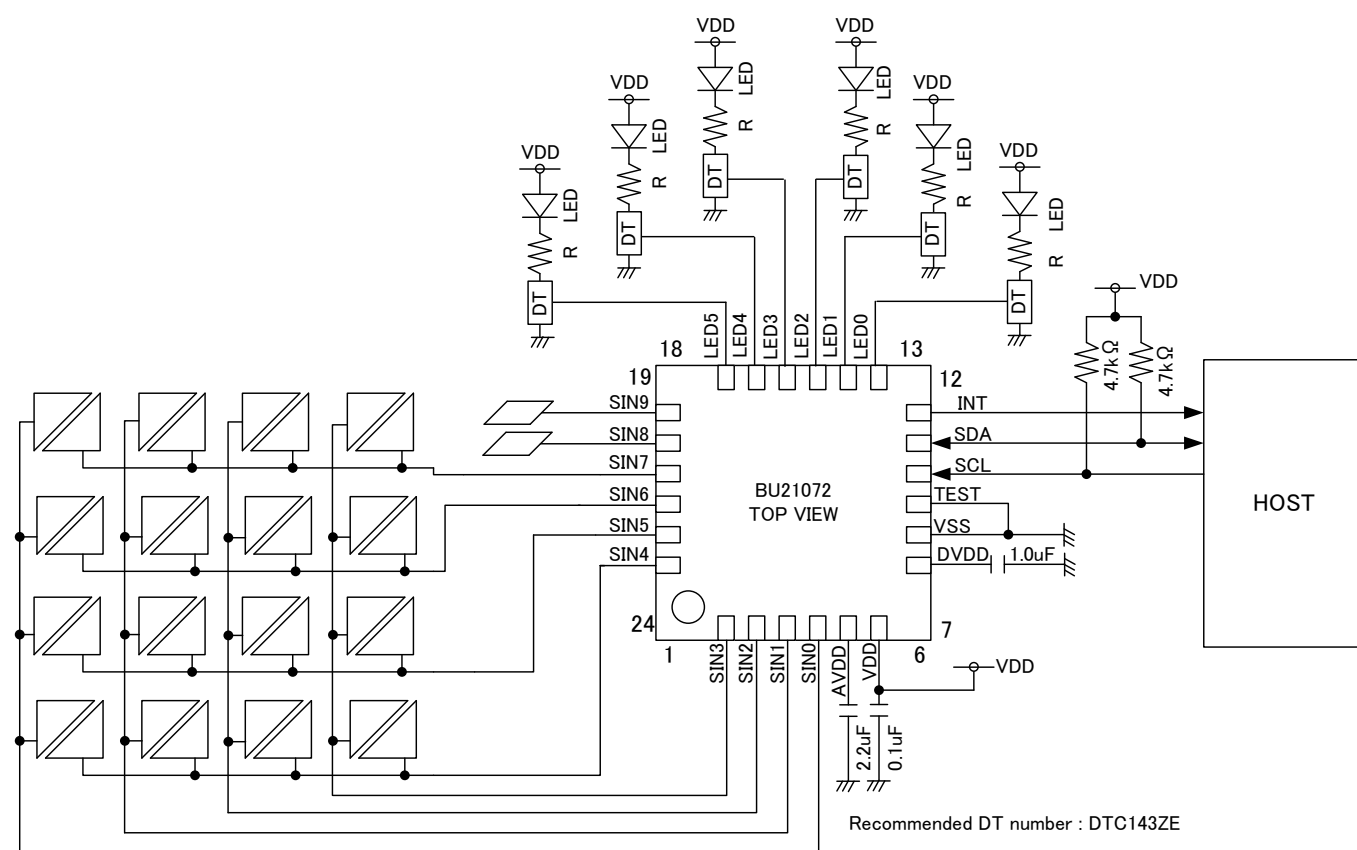 VDD
LED
R
DT
VDD
LED
R
DT
VDD
LED
R
DT
VDD
LED
R
DT
VDD
LED
R
DT
VDD
LED
R
DT
VDD
4.7kΩ
4.7kΩ
LED5
LED4
LED3
LED2
LED1
LED0
18
13
19
12
SIN9
SIN8
SIN7
SIN6
SIN5
SIN4
BU21072
TOP VIEW
INT
SDA
SCL
TEST
VSS
DVDD
1.0uF
HOST
24
1
7
6
SIN3
SIN2
SIN1
SIN0
AVDD
VDD
VDD
2.2uF
0.1uF
Recommended DT number : DTC143ZE